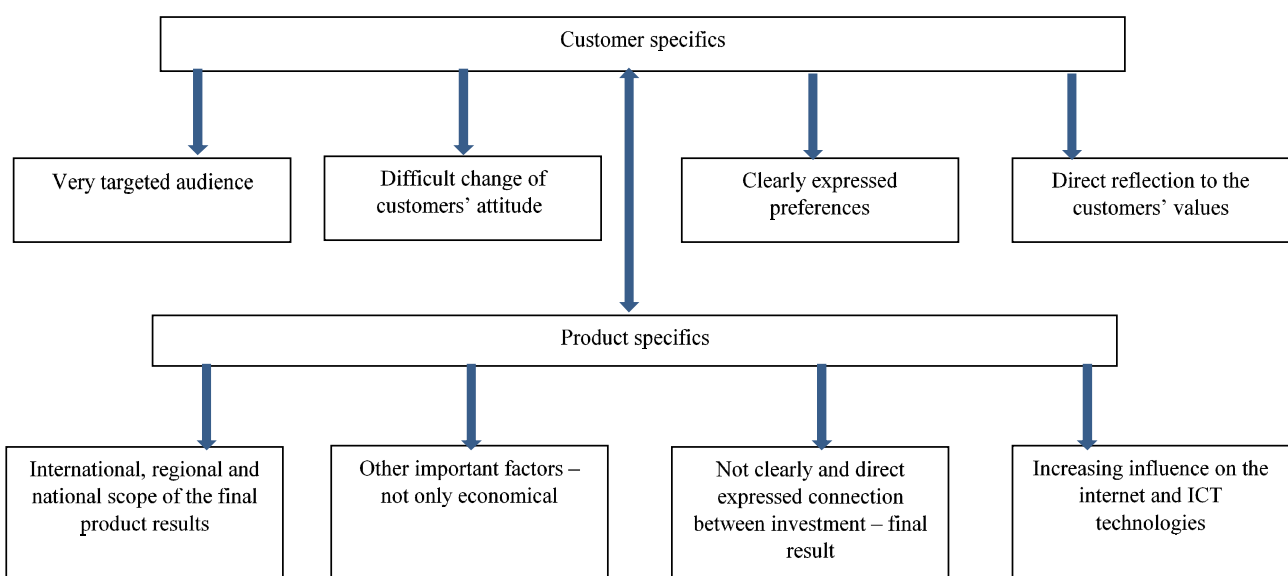 Customer specifics
Very targeted audience
Difficult change of
customers’ attitude
Clearly expressed
preferences
Direct reflection to the
customers’ values
Product specifics
International, regional and
national scope of the final
product results
Other important factors –
not only economical
Not clearly and direct
expressed connection
between investment – final
result
Increasing influence on the
internet and ICT
technologies